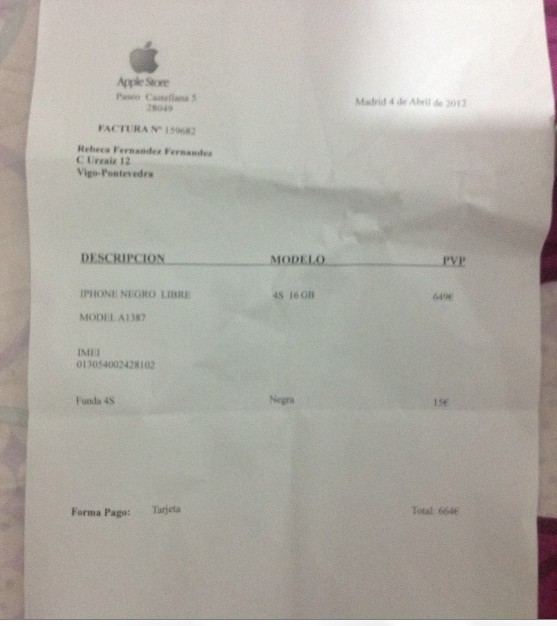 Apple Store
Paseo Castellana 5
28049
Madrid 4 de Abril de 2012
FACTURA Nº 159682
Rebeca Fernandez Fernandez
C Urzaiz 12
Vigo-Pontevedra
DESCRIPCION MODELO PVP
IPHONE NEGRO LIBRE 4S 16 GB 649€
MODEL A1387
IMEI
013054002428102
Funda 4S Negra 15€
Forma Pago: Tarjeta Total: 664€